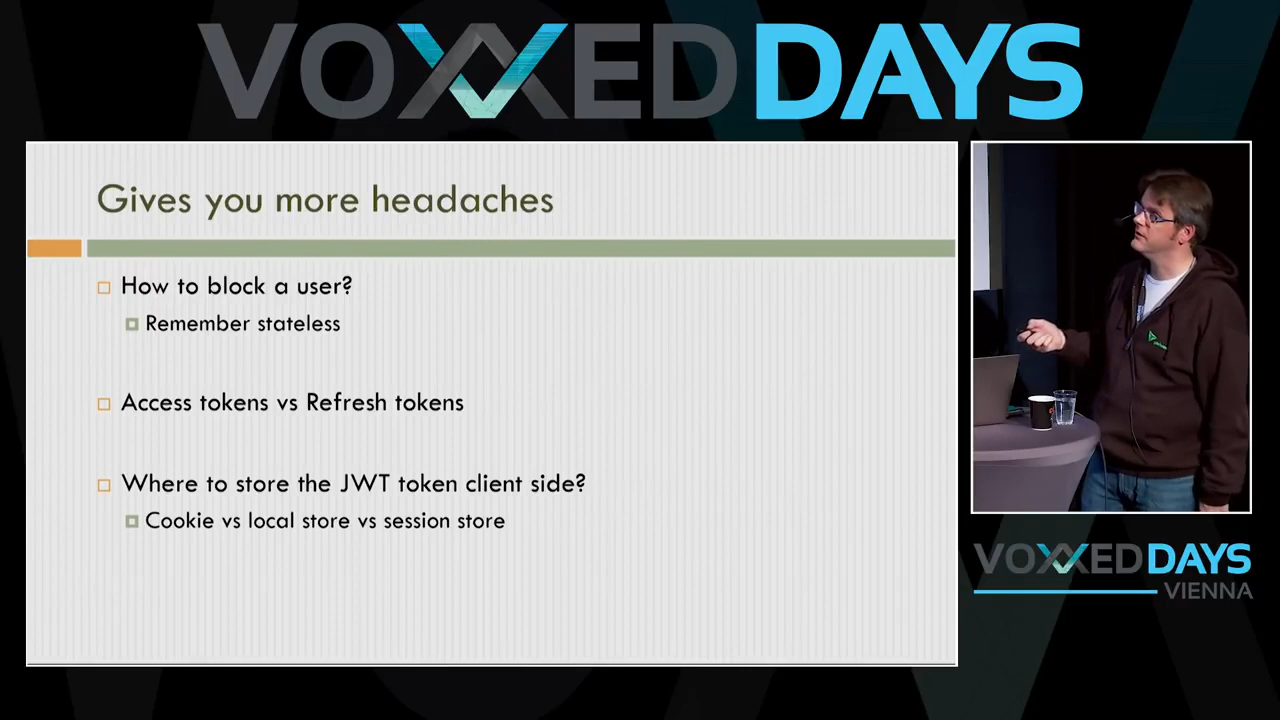 VOXXED DAYS
Gives you more headaches
How to block a user?
Remember stateless
Access tokens vs Refresh tokens
Where to store the JWT token client side?
Cookie vs local store vs session store
VOXXED DAYS
VIENNA